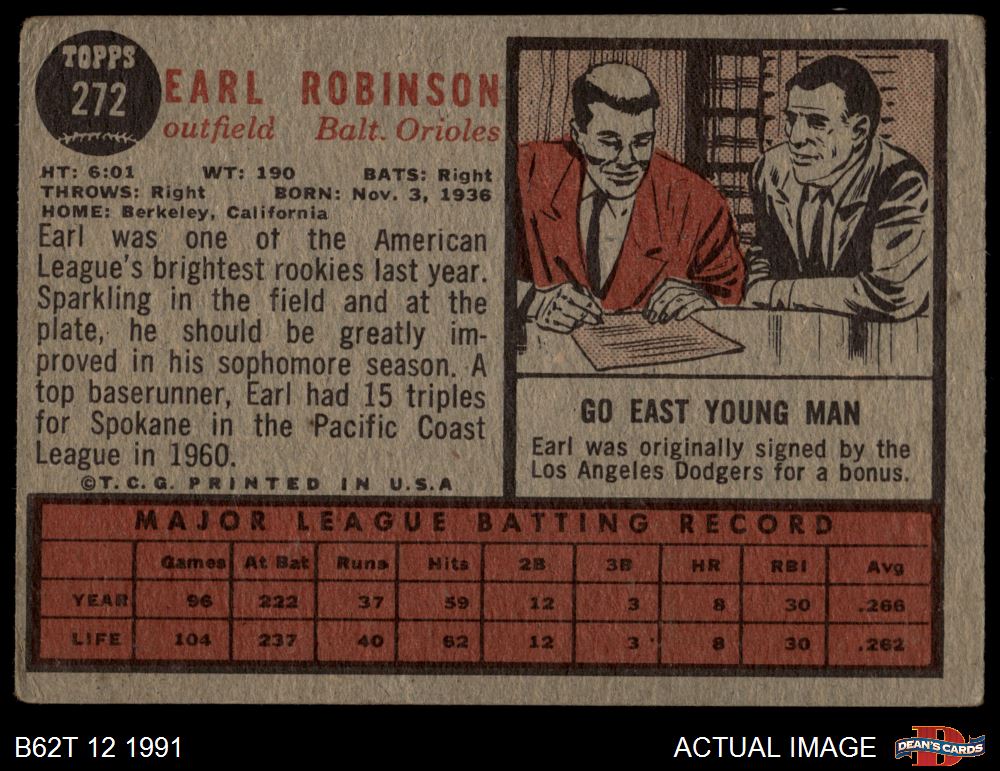 TOPPS
272
EARL ROBINSON
outfield Balt. Orioles
HT: 6:01 WT: 190 BATS: Right
THROWS: Right BORN: Nov. 3, 1936
HOME: Berkeley, California
Earl was one of the American
League's brightest rookies last year.
Sparkling in the field and at the
plate, he should be greatly im-
proved in his sophomore season. A
top baserunner, Earl had 15 triples
for Spokane in the Pacific Coast
League in 1960.
©T.C.G. PRINTED IN U.S.A
GO EAST YOUNG MAN
Earl was originally signed by the
Los Angeles Dodgers for a bonus.
MAJOR LEAGUE BATTING RECORD
Games At Bat Runs Hits 2B 3B HR RBI Avg
YEAR 96 222 37 59 12 3 8 30 .266
LIFE 104 237 40 62 12 3 8 30 .262
B62T 12 1991
ACTUAL IMAGE
D
DEAN'S CARDS